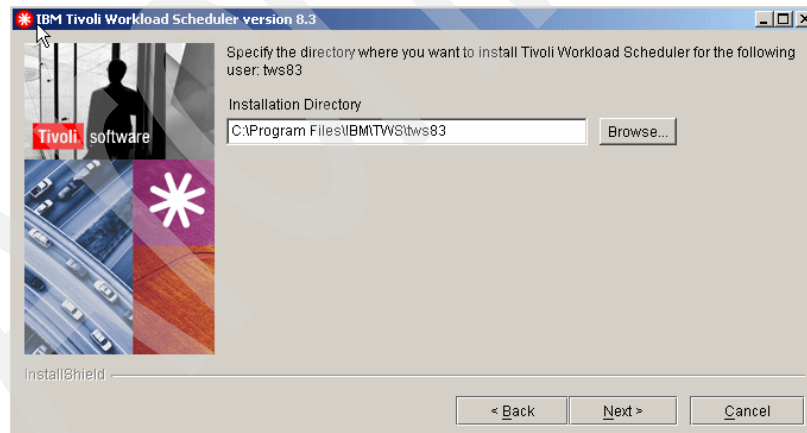 IBM Tivoli Workload Scheduler version 8.3
Specify the directory where you want to install Tivoli Workload Scheduler for the following
user: tws83
Installation Directory
C:\Program Files\IBM\TWS\tws83
Browse...
Tivoli software
InstallShield
< Back
Next >
Cancel